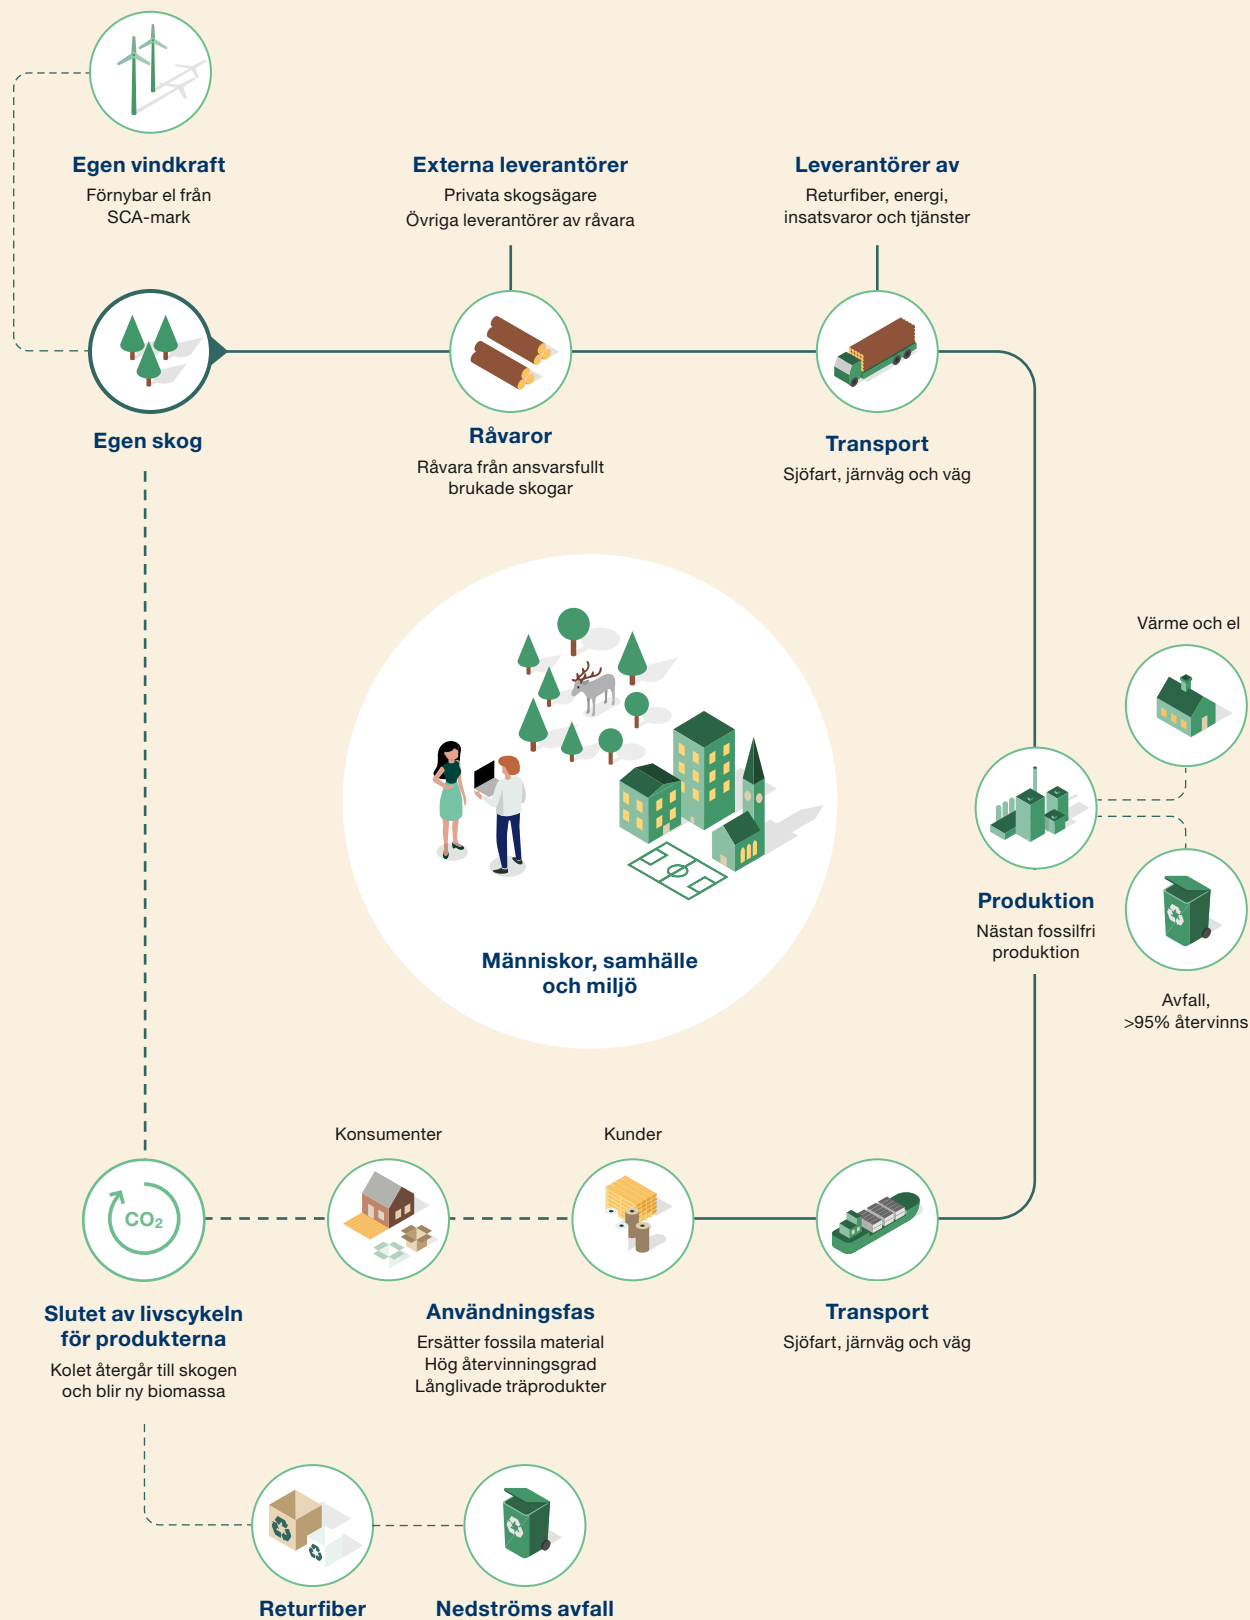 Egen vindkraft
Förnybar el från
SCA-mark
Externa leverantörer
Privata skogsägare
Övriga leverantörer av råvara
Leverantörer av
Returfiber, energi,
insatsvaror och tjänster
Egen skog
Råvaror
Råvara från ansvarsfullt
brukade skogar
Transport
Sjöfart, järnväg och väg
Värme och el
Produktion
Nästan fossilfri
produktion
Avfall,
>95% återvinns
Människor, samhälle
och miljö
Konsumenter
Kunder
CO₂
Slutet av livscykeln
för produkterna
Kolet återgår till skogen
och blir ny biomassa
Användningsfas
Ersätter fossila material
Hög återvinningsgrad
Långlivade träprodukter
Transport
Sjöfart, järnväg och väg
Returfiber
Nedströms avfall